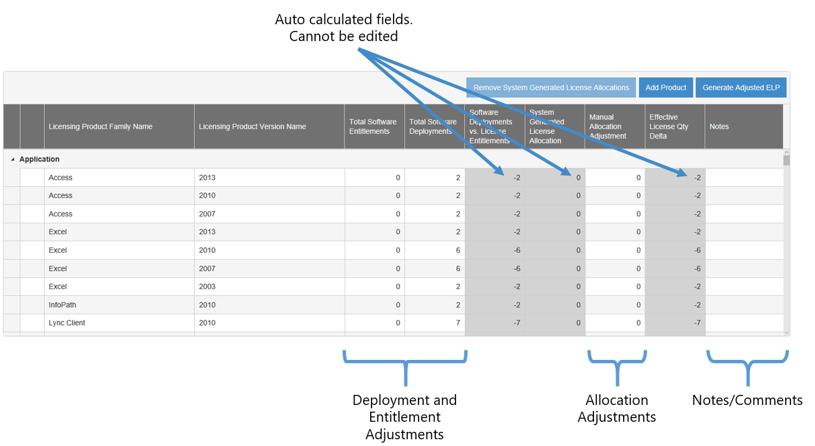 Auto calculated fields.
Cannot be edited
Remove System Generated License Allocations Add Product Generate Adjusted ELP
Licensing Product Family Name Licensing Product Version Name Total Software Entitlements Total Software Deployments Software Deployments vs. License Entitlements System Generated License Allocation Manual Allocation Adjustment Effective License Qty Delta Notes
Application
Access 2013 0 2 -2 0 0 -2
Access 2010 0 2 -2 0 0 -2
Access 2007 0 2 -2 0 0 -2
Excel 2013 0 2 -2 0 0 -2
Excel 2010 0 6 -6 0 0 -6
Excel 2007 0 6 -6 0 0 -6
Excel 2003 0 2 -2 0 0 -2
InfoPath 2010 0 2 -2 0 0 -2
Lync Client 2010 0 7 -7 0 0 -7
Deployment and
Entitlement
Adjustments
Allocation
Adjustments
Notes/Comments